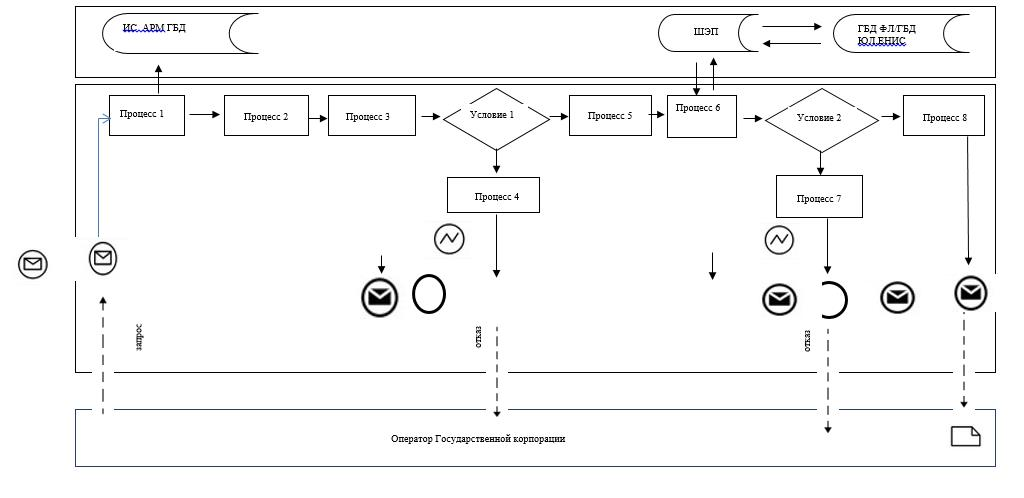 ИС АРМ ГБД
ШЭП
ГБД ФЛ/ГБД
ЮЛ.ЕНИС
Процесс 1
Процесс 2
Процесс 3
Условие 1
Процесс 5
Процесс 6
Условие 2
Процесс 8
Процесс 4
Процесс 7
запрос
отказ
отказ
Оператор Государственной корпорации